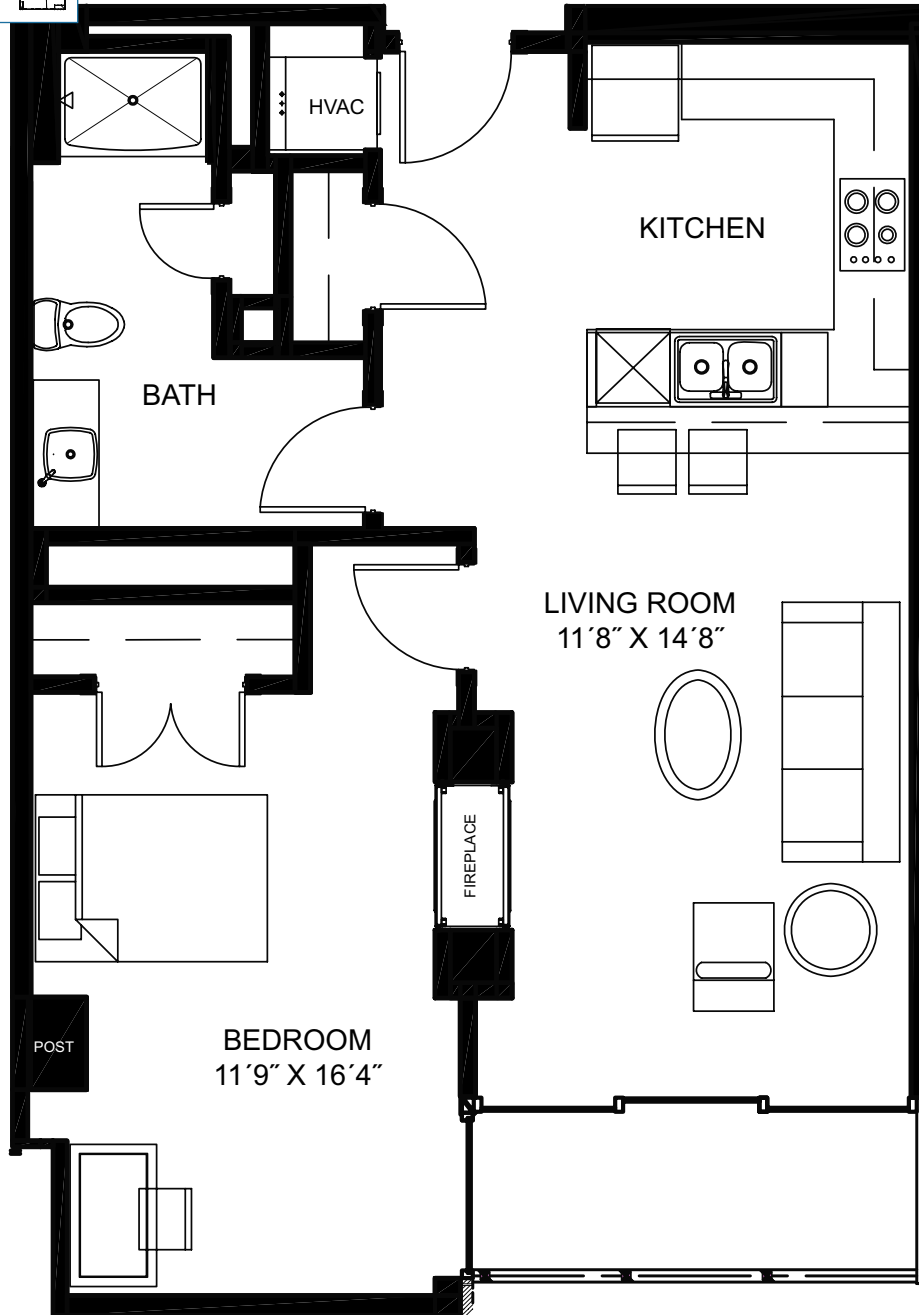 HVAC
KITCHEN
BATH
LIVING ROOM
11´8˝ X 14´8˝
FIREPLACE
POST
BEDROOM
11´9˝ X 16´4˝